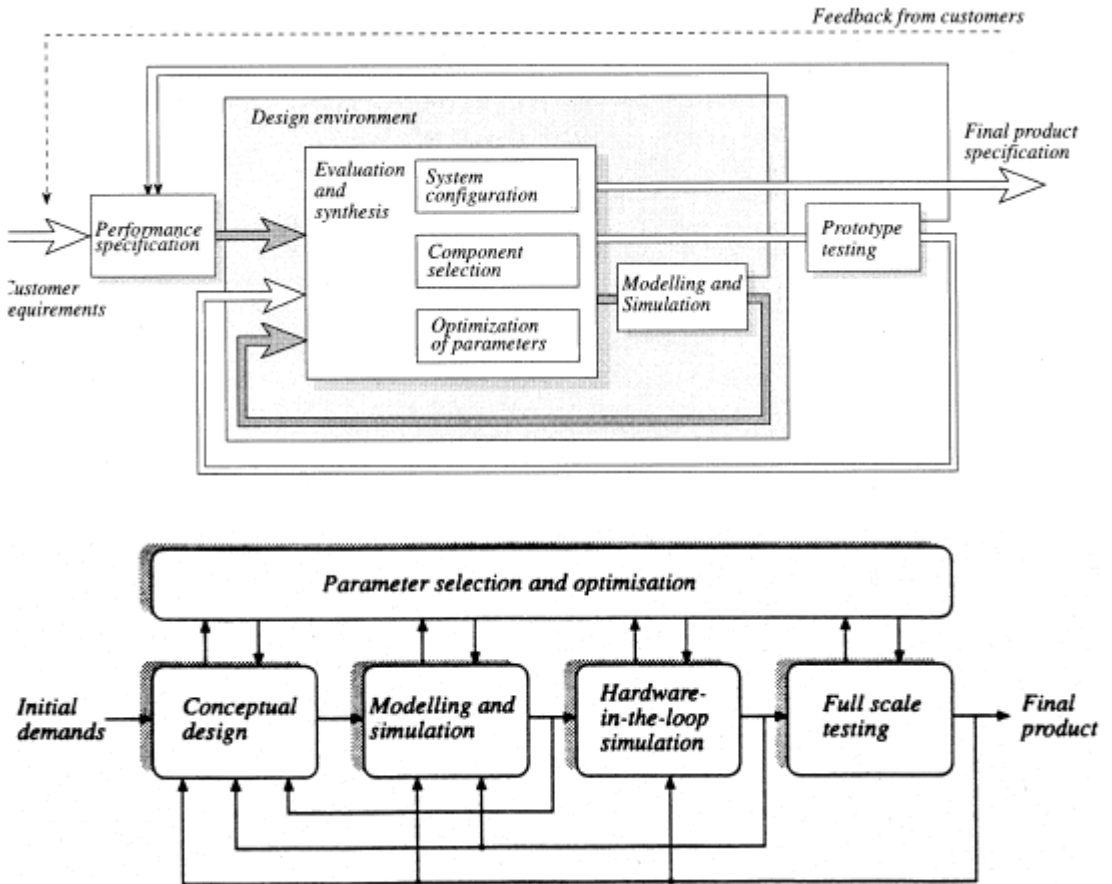 Feedback from customers
Design environment
Final product
specification
Evaluation
and
synthesis
System
configuration
Performance
specification
Prototype
testing
Component
selection
Modelling and
Simulation
Customer
equirements
Optimization
of parameters
Parameter selection and optimisation
Initial
demands
Conceptual
design
Modelling and
simulation
Hardware-
in-the-loop
simulation
Full scale
testing
Final
product